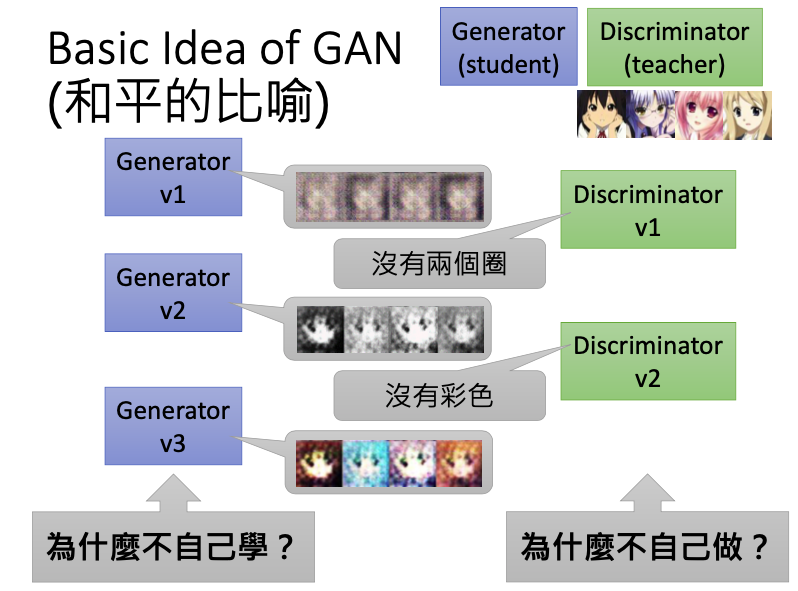 Basic Idea of GAN
(和平的比喻)
Generator
(student)
Discriminator
(teacher)
Generator
v1
Discriminator
v1
沒有兩個圈
Generator
v2
Discriminator
v2
沒有彩色
Generator
v3
為什麼不自己學？
為什麼不自己做？